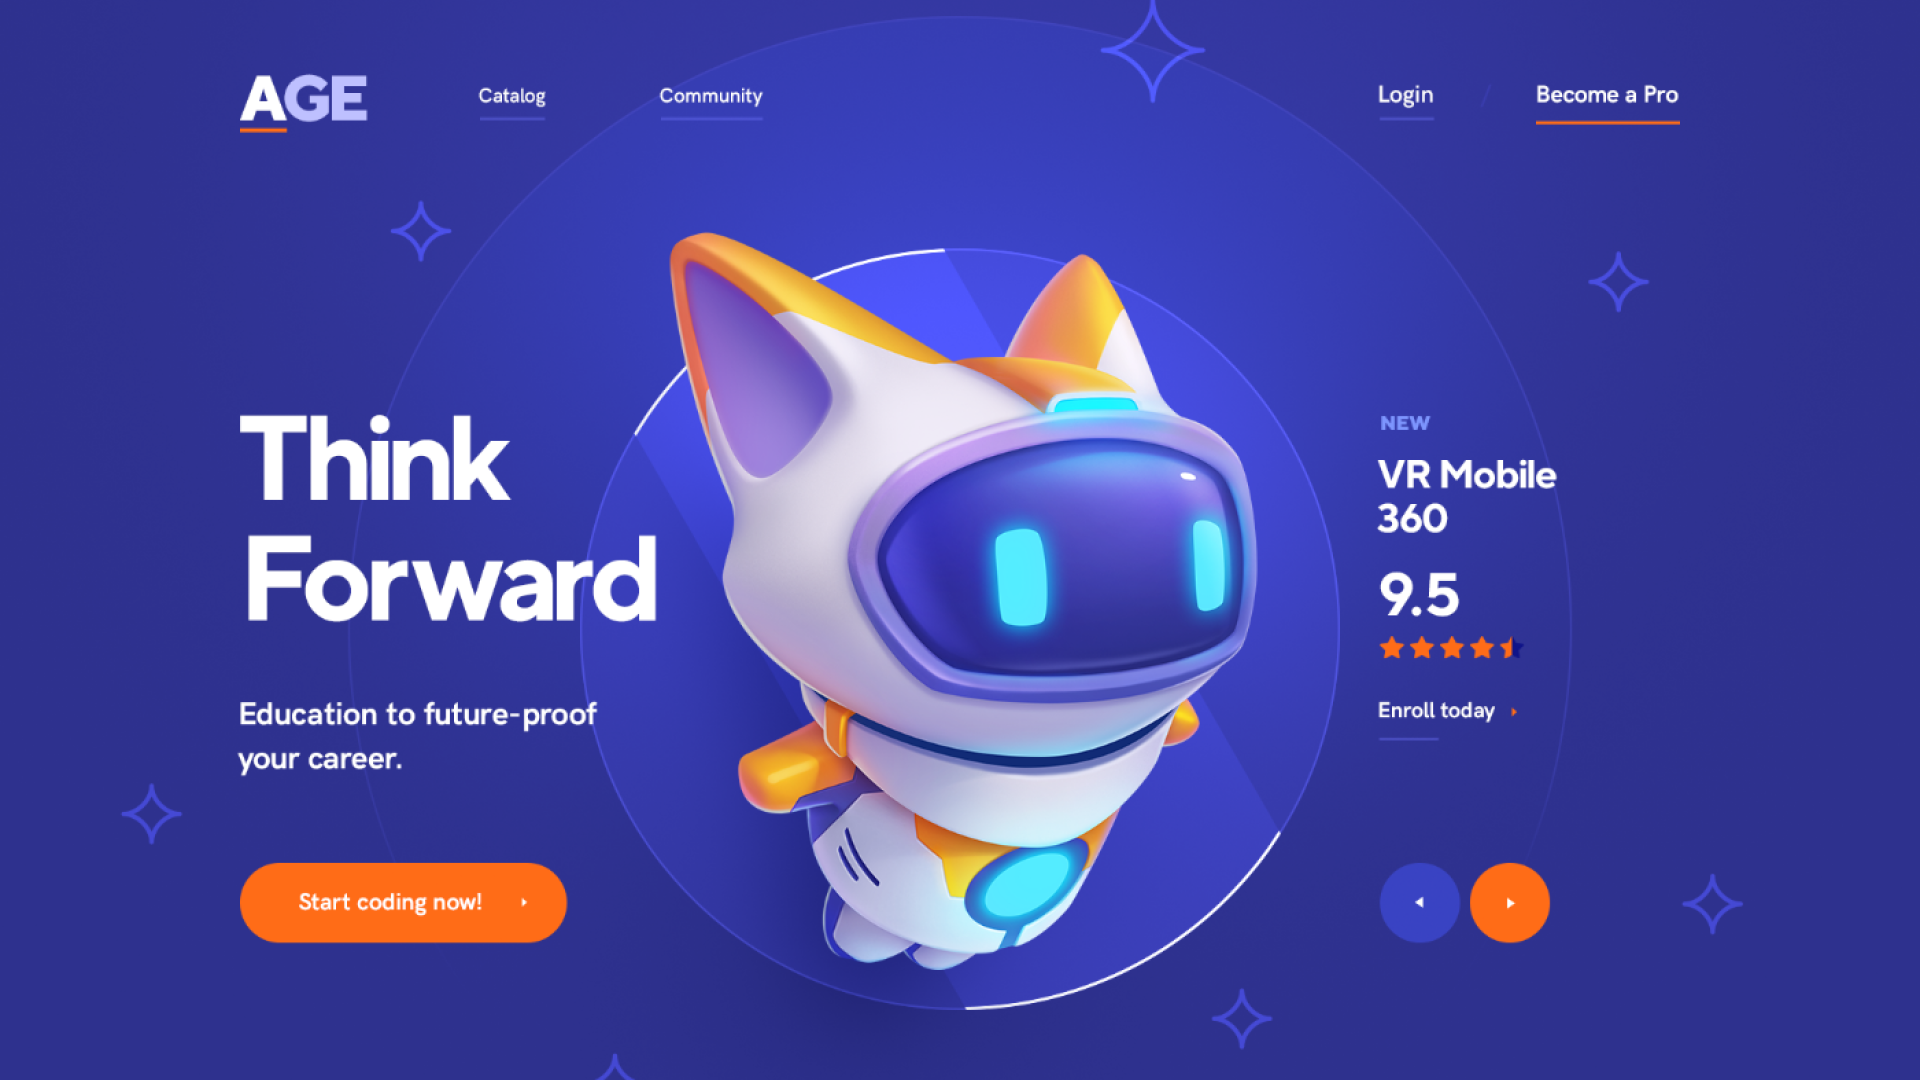 AGE
Catalog
Community
Login
/
Become a Pro
Think
Forward
Education to future-proof
your career.
Start coding now!
NEW
VR Mobile
360
9.5
Enroll today